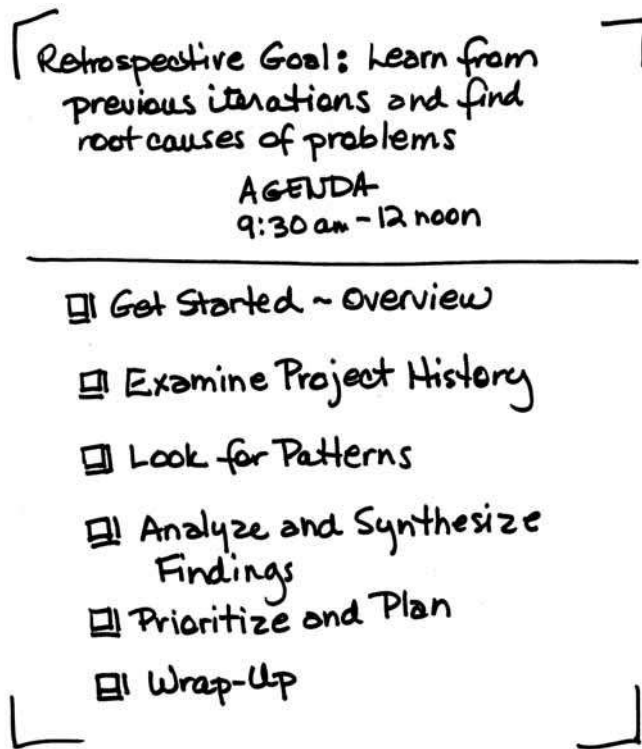 Retrospective Goal: Learn from
previous iterations and find
root causes of problems
AGENDA
9:30 am - 12 noon
Get Started ~ Overview
Examine Project History
Look for Patterns
Analyze and Synthesize
Findings
Prioritize and Plan
Wrap-Up